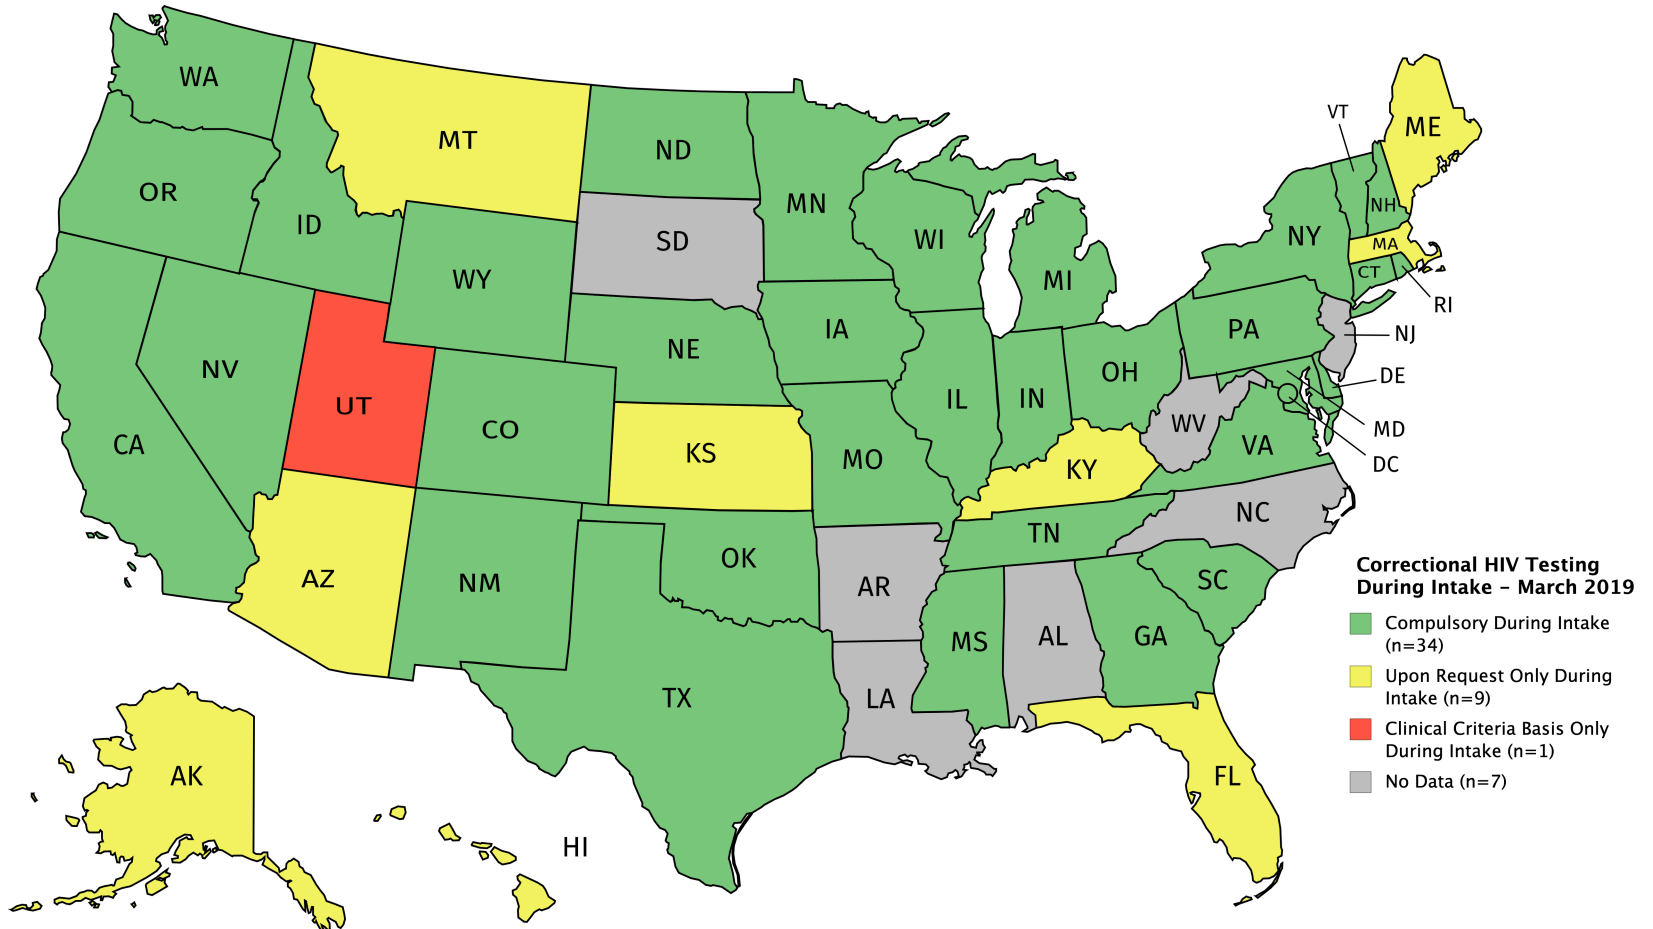 WA
MT
ME
VT
ND
OR
MN
ID
NH
SD
WI
NY
MA
WY
MI
CT
RI
IA
PA
NJ
NE
NV
OH
DE
UT
IL
IN
CO
WV
MD
CA
KS
MO
VA
KY
DC
NC
TN
OK
AZ
NM
AR
SC
MS
AL
GA
TX
LA
AK
FL
HI
Correctional HIV Testing
During Intake – March 2019
Compulsory During Intake
(n=34)
Upon Request Only During
Intake (n=9)
Clinical Criteria Basis Only
During Intake (n=1)
No Data (n=7)